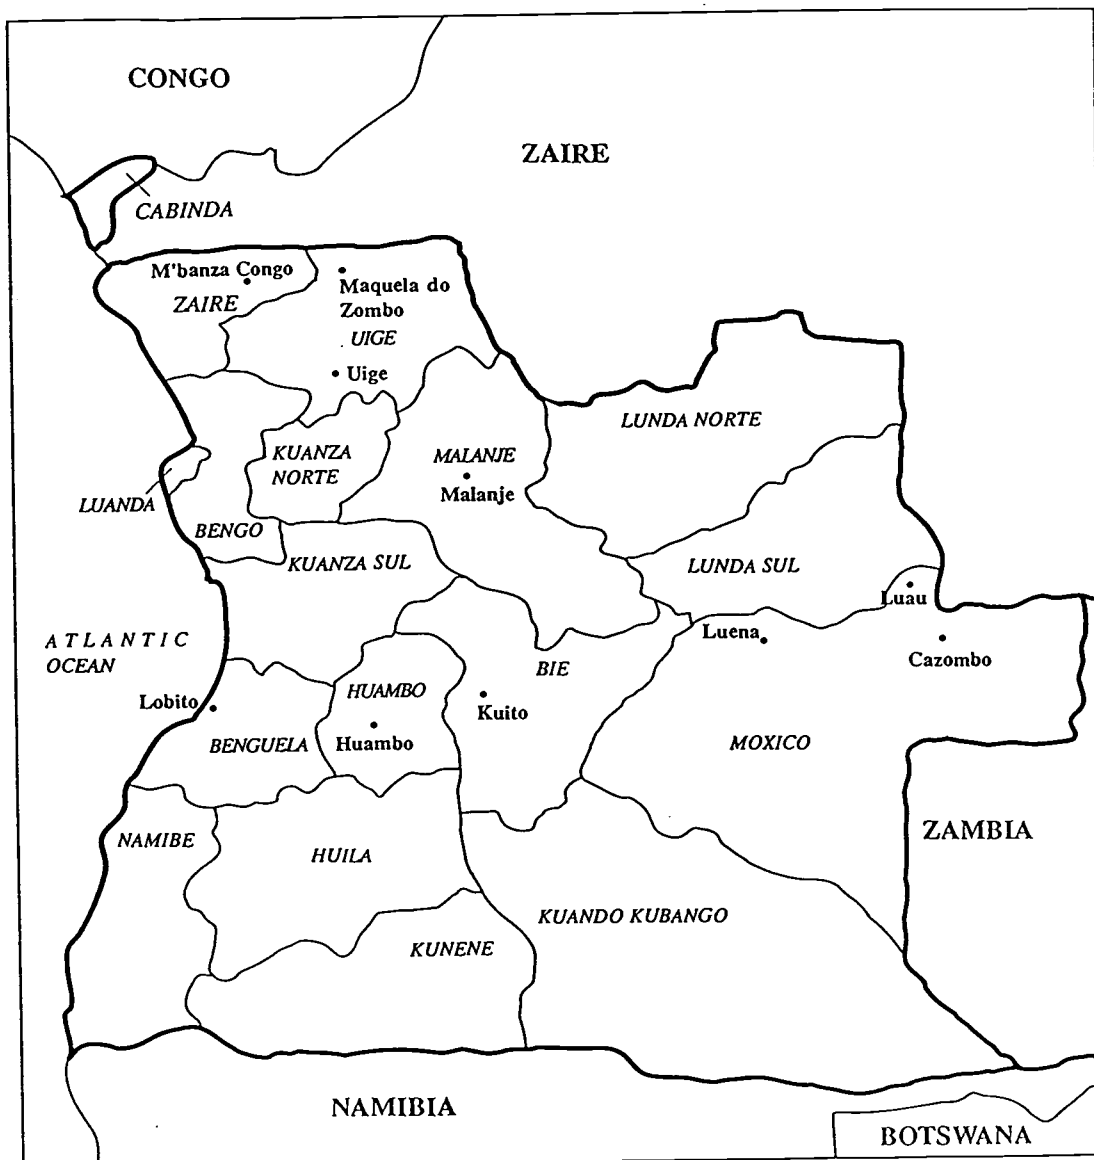 CONGO
ZAIRE
CABINDA
M'banza Congo
ZAIRE
Maquela do
Zombo
UIGE
Uige
LUNDA NORTE
KUANZA
NORTE
MALANJE
Malanje
LUANDA
BENGO
KUANZA SUL
LUNDA SUL
Luau
ATLANTIC
OCEAN
Luena
Cazombo
BIE
Lobito
HUAMBO
Kuito
BENGUELA
Huambo
MOXICO
NAMIBE
HUILA
ZAMBIA
KUANDO KUBANGO
KUNENE
NAMIBIA
BOTSWANA